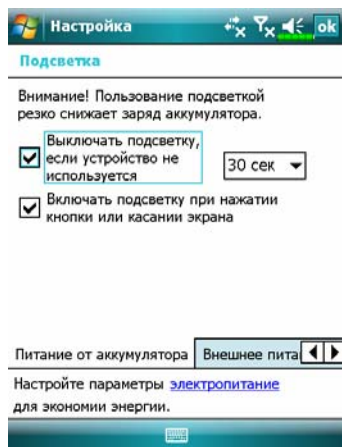 Настройка
ok
Подсветка
Внимание! Пользование подсветкой
резко снижает заряд аккумулятора.
Выключать подсветку,
если устройство не
используется
30 сек
Включать подсветку при нажатии
кнопки или касании экрана
Питание от аккумулятора
Внешнее пита
Настройте параметры электропитание
для экономии энергии.